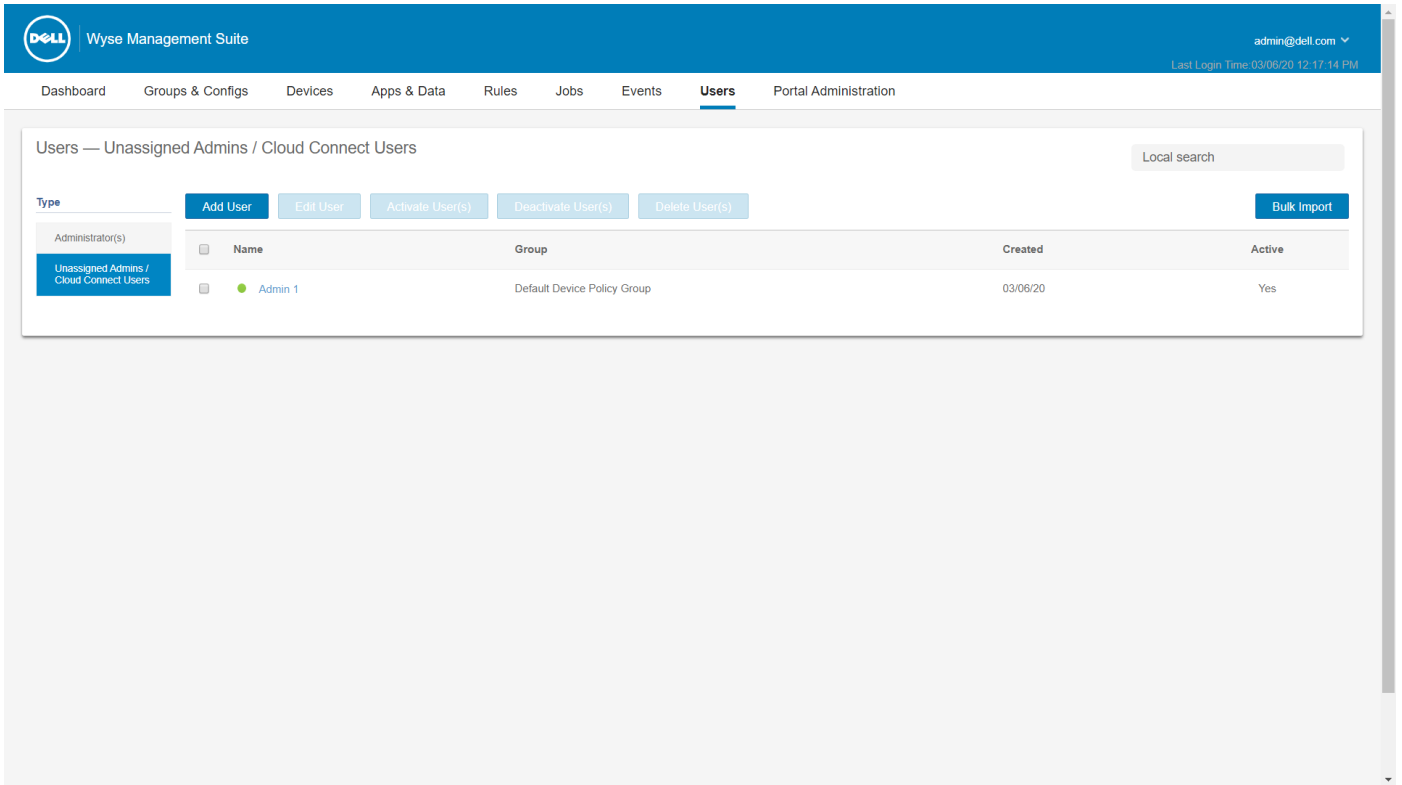 DELL
Wyse Management Suite
admin@dell.com
Last Login Time:03/06/20 12:17:14 PM
Dashboard Groups & Configs Devices Apps & Data Rules Jobs Events Users Portal Administration
Users — Unassigned Admins / Cloud Connect Users
Local search
Type
Add User Edit User Activate User(s) Deactivate User(s) Delete User(s) Bulk Import
Administrator(s)
Unassigned Admins /
Cloud Connect Users
Name Group Created Active
Admin 1 Default Device Policy Group 03/06/20 Yes